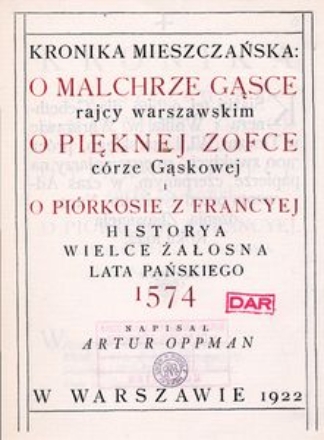 KRONIKA MIESZCZAŃSKA:
O MALCHRZE GĄSCE
rajcy warszawskim
O PIĘKNEJ ZOFCE
córze Gąskowej
i
O PIÓRKOSIE Z FRANCYEJ
HISTORYA
WIELCE ŻAŁOSNA
LATA PAŃSKIEGO
1574
DAR
NAPISAŁ
ARTUR OPPMAN
W WARSZAWIE 1922